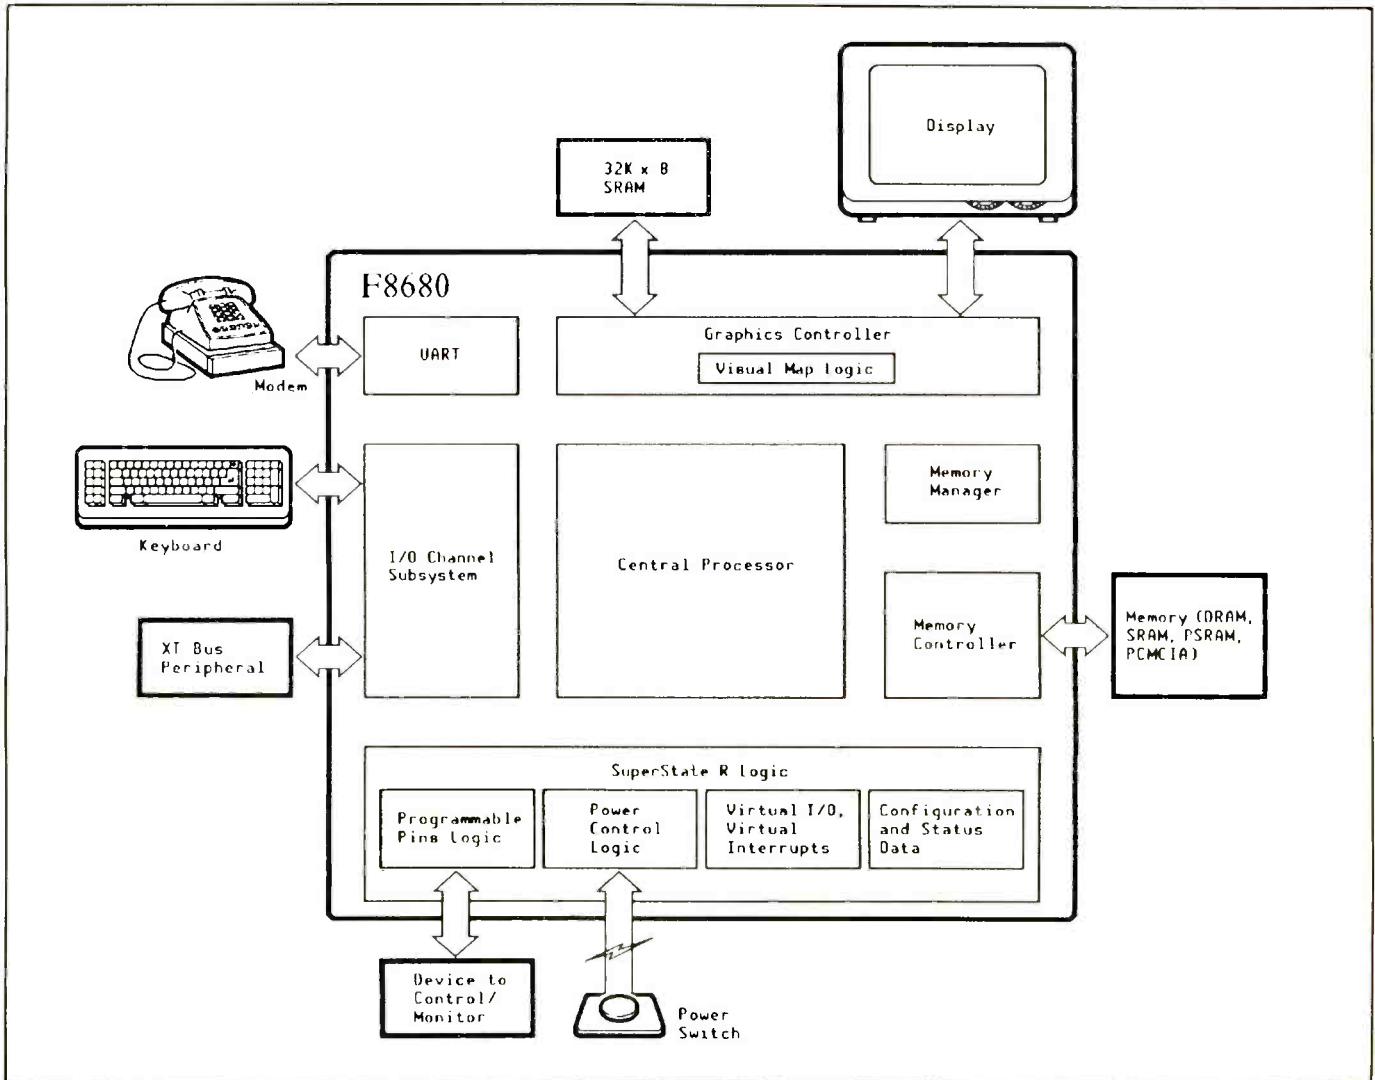 Display
32K x 8
SRAM
F8680
Graphics Controller
Visual Map Logic
UART
Modem
Memory
Manager
Keyboard
I/O Channel
Subsystem
Central Processor
XT Bus
Peripheral
Memory
Controller
Memory (DRAM,
SRAM, PSRAM,
PCMCIA)
SuperState R Logic
Programmable
Pins Logic
Power
Control
Logic
Virtual I/O,
Virtual
Interrupts
Configuration
and Status
Data
Device to
Control/
Monitor
Power
Switch